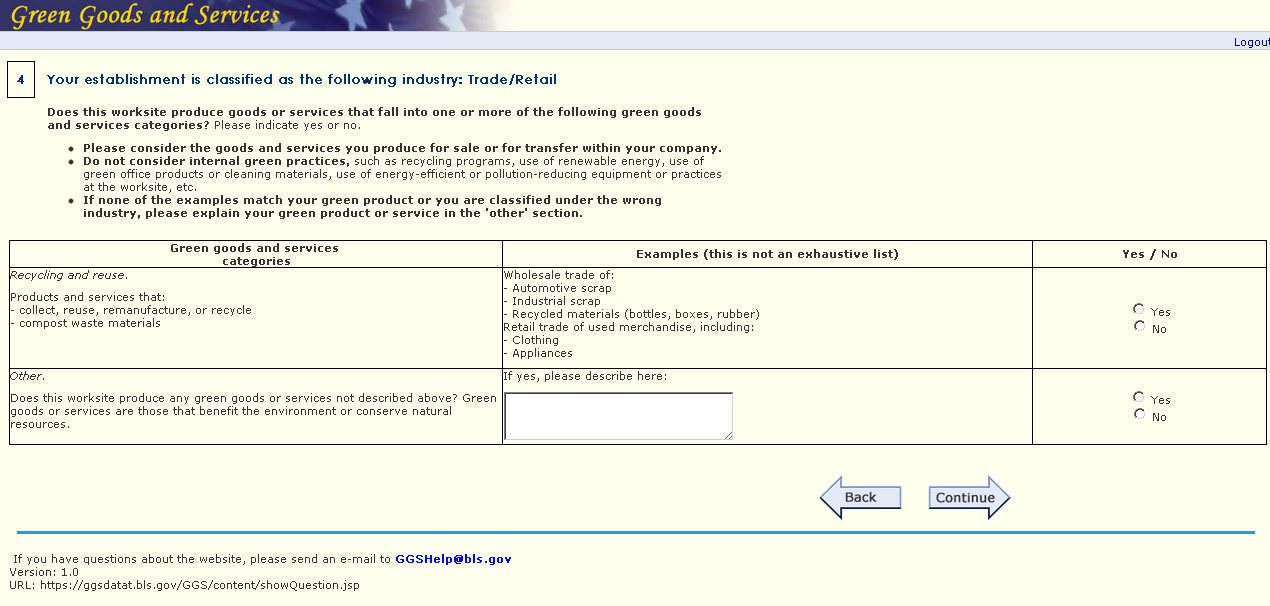 Green Goods and Services
Logout
4
Your establishment is classified as the following industry: Trade/Retail
Does this worksite produce goods or services that fall into one or more of the following green goods
and services categories? Please indicate yes or no.
• Please consider the goods and services you produce for sale or for transfer within your company.
• Do not consider internal green practices, such as recycling programs, use of renewable energy, use of
green office products or cleaning materials, use of energy-efficient or pollution-reducing equipment or practices
at the worksite, etc.
• If none of the examples match your green product or you are classified under the wrong
industry, please explain your green product or service in the 'other' section.
Green goods and services
categories
Examples (this is not an exhaustive list)
Yes / No
Recycling and reuse.
Products and services that:
- collect, reuse, remanufacture, or recycle
- compost waste materials
Wholesale trade of:
- Automotive scrap
- Industrial scrap
- Recycled materials (bottles, boxes, rubber)
Retail trade of used merchandise, including:
- Clothing
- Appliances
Yes
No
Other.
Does this worksite produce any green goods or services not described above? Green
goods or services are those that benefit the environment or conserve natural
resources.
If yes, please describe here:
Yes
No
Back
Continue
If you have questions about the website, please send an e-mail to GGSHelp@bls.gov
Version: 1.0
URL: https://ggsdatat.bls.gov/GGS/content/showQuestion.jsp